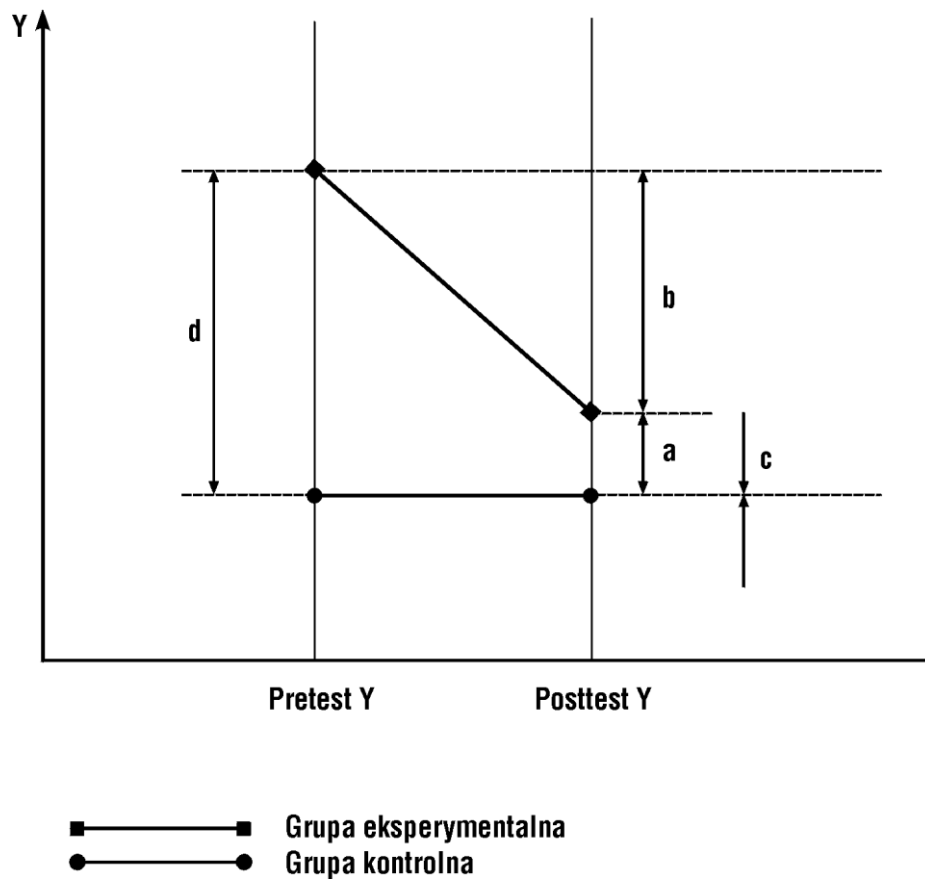 Y
d
b
a
c
Pretest Y
Posttest Y
Grupa eksperymentalna
Grupa kontrolna